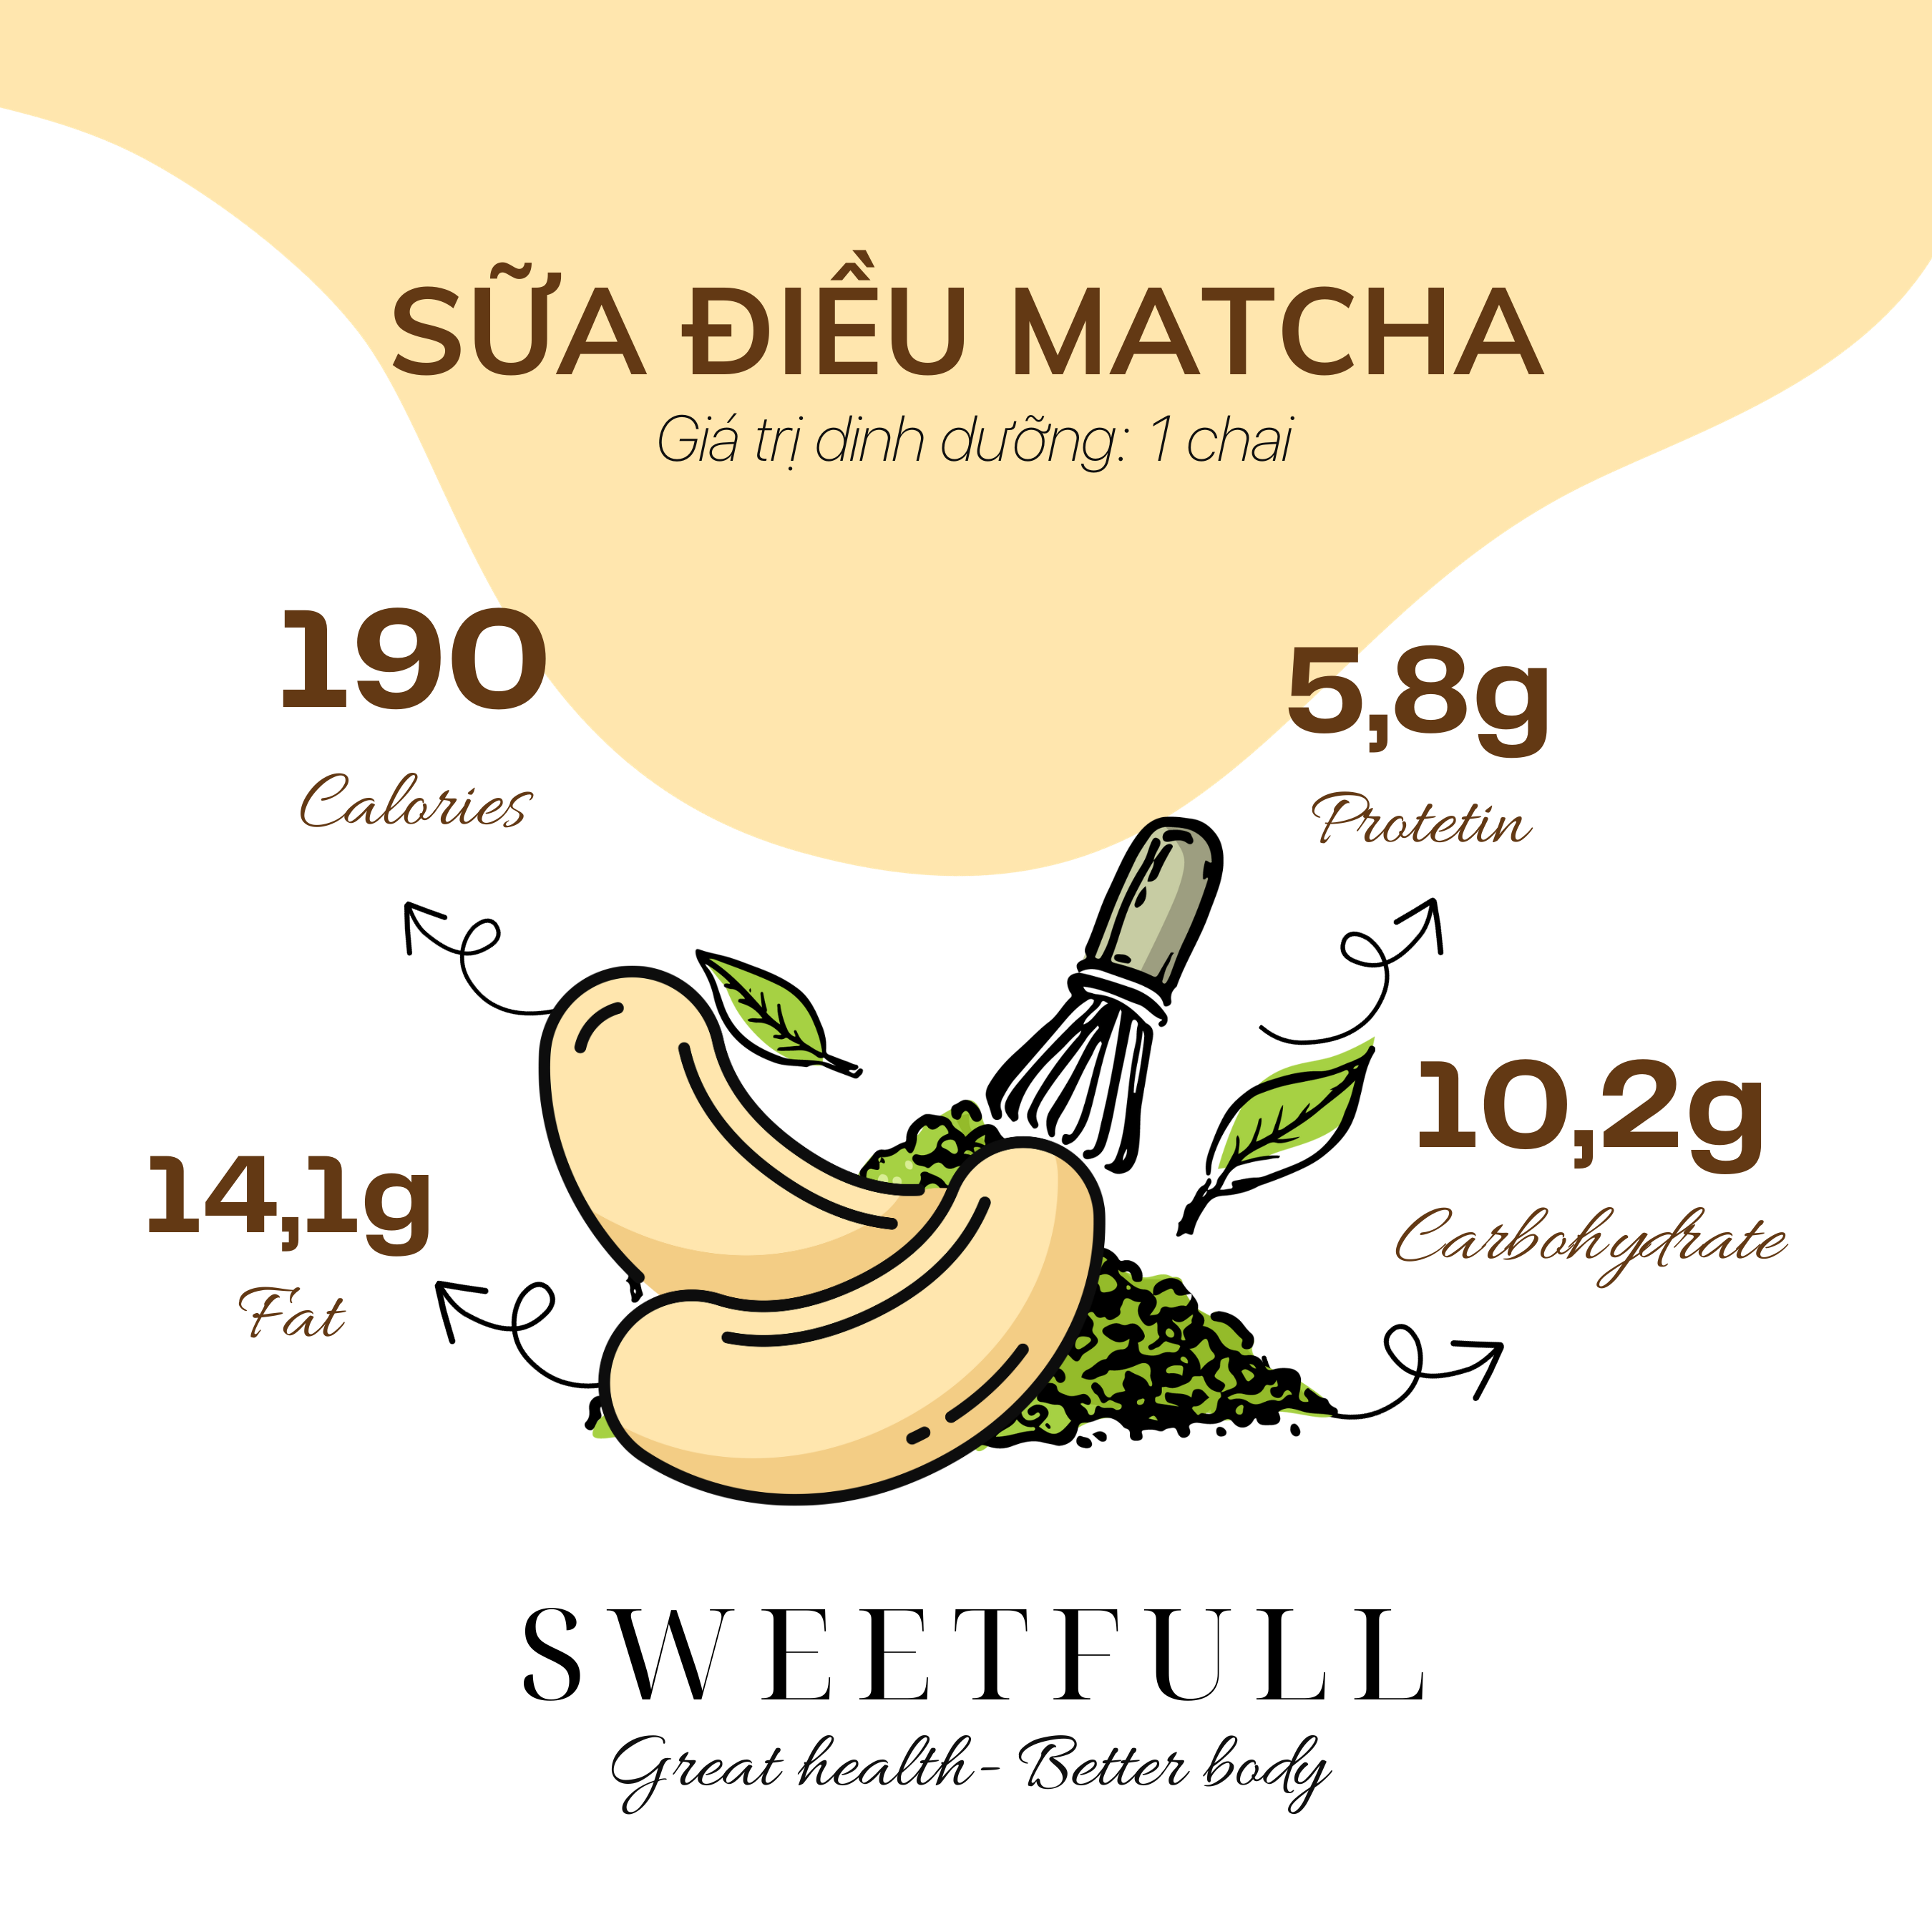 SỮA ĐIỀU MATCHA
Giá trị dinh dưỡng: 1 chai
190
Calories
5,8g
Protetin
14,1g
Fat
10,2g
Carbohydrate
SWEETFULL
Great health-Better body